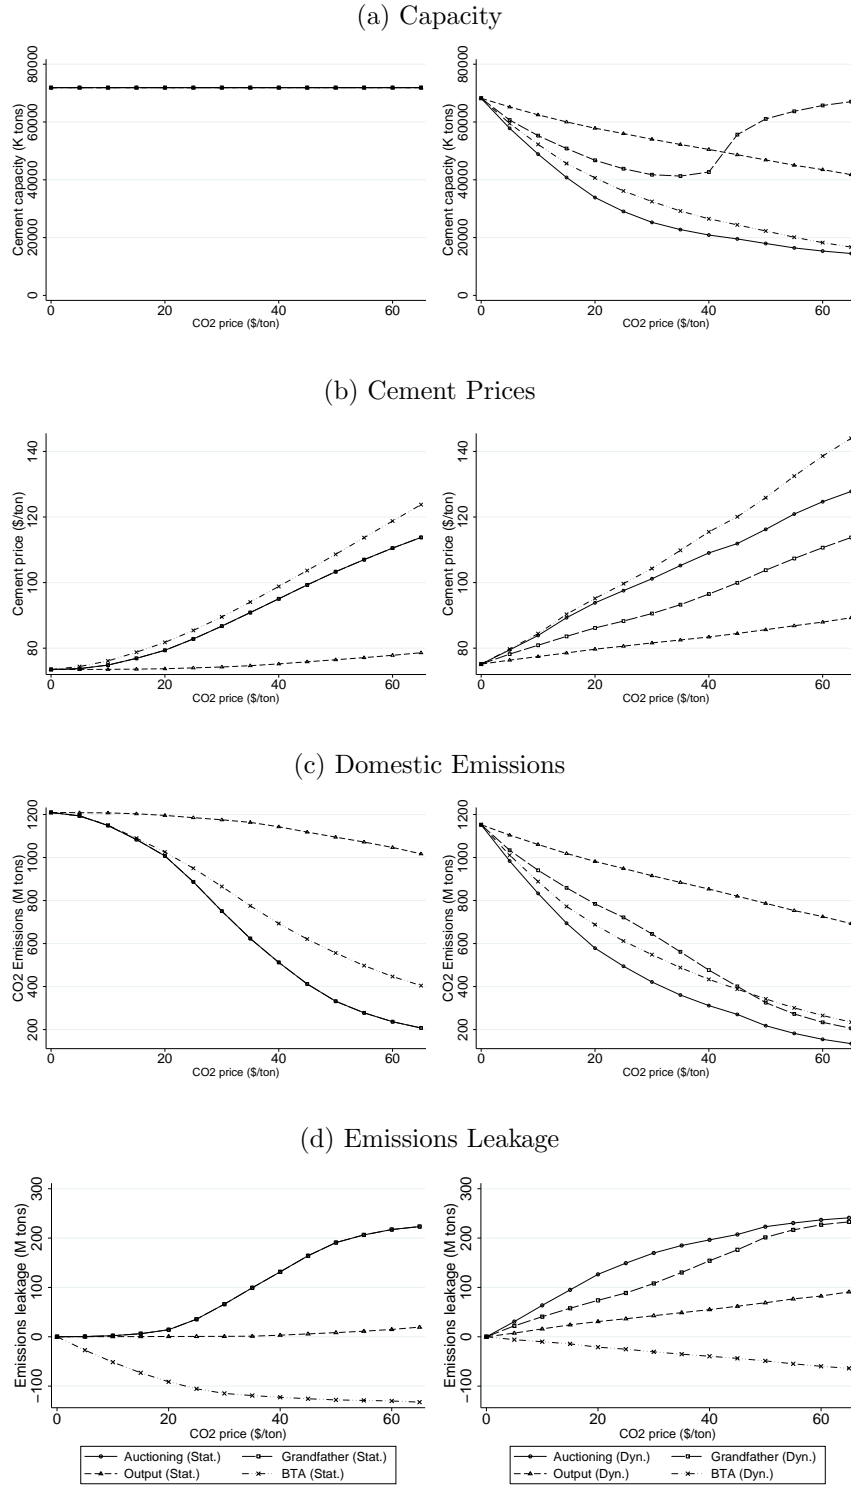 (a) Capacity
Cement capacity (K tons)
80000
60000
40000
20000
0
0 20 40 60
CO2 price ($/ton)
Cement capacity (K tons)
80000
60000
40000
20000
0
0 20 40 60
CO2 price ($/ton)
(b) Cement Prices
Cement price ($/ton)
140
120
100
80
0 20 40 60
CO2 price ($/ton)
Cement price ($/ton)
140
120
100
80
0 20 40 60
CO2 price ($/ton)
(c) Domestic Emissions
CO2 Emissions (M tons)
1200
1000
800
600
400
200
0 20 40 60
CO2 price ($/ton)
CO2 Emissions (M tons)
1200
1000
800
600
400
200
0 20 40 60
CO2 price ($/ton)
(d) Emissions Leakage
Emissions leakage (M tons)
300
200
100
0
−100
0 20 40 60
CO2 price ($/ton)
Auctioning (Stat.) Grandfather (Stat.)
Output (Stat.) BTA (Stat.)
Emissions leakage (M tons)
300
200
100
0
−100
0 20 40 60
CO2 price ($/ton)
Auctioning (Dyn.) Grandfather (Dyn.)
Output (Dyn.) BTA (Dyn.)